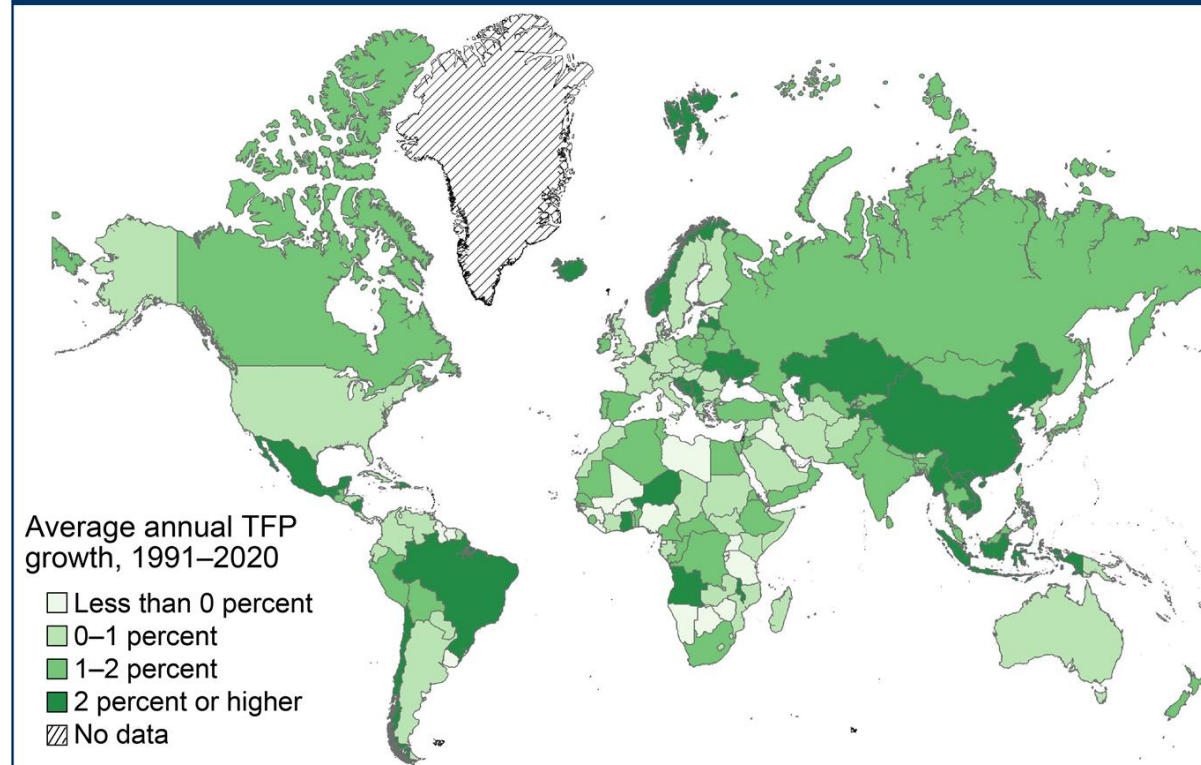 Average annual TFP
growth, 1991–2020
Less than 0 percent
0–1 percent
1–2 percent
2 percent or higher
No data